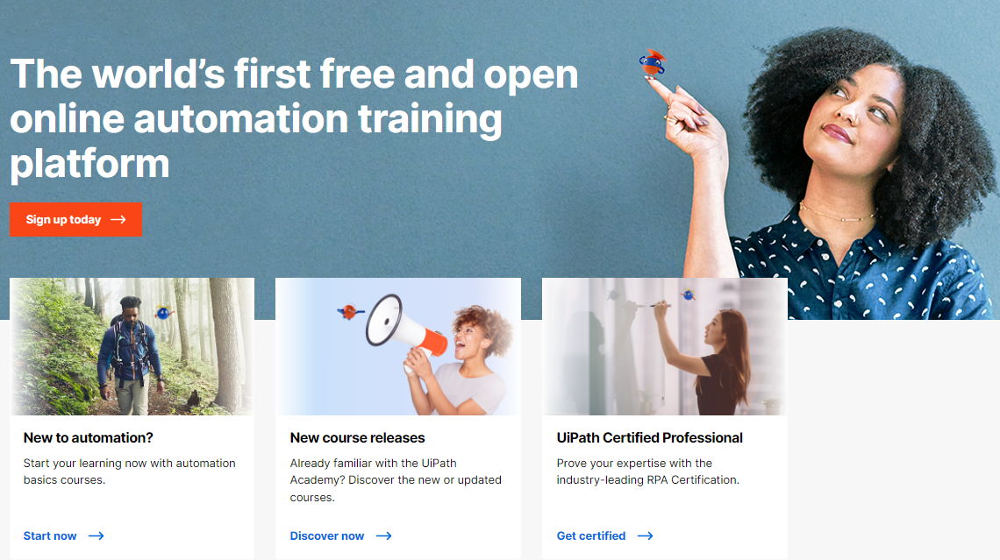 The world’s first free and open
online automation training
platform
Sign up today
New to automation?
Start your learning now with automation
basics courses.
Start now
New course releases
Already familiar with the UiPath
Academy? Discover the new or updated
courses.
Discover now
UiPath Certified Professional
Prove your expertise with the
industry-leading RPA Certification.
Get certified